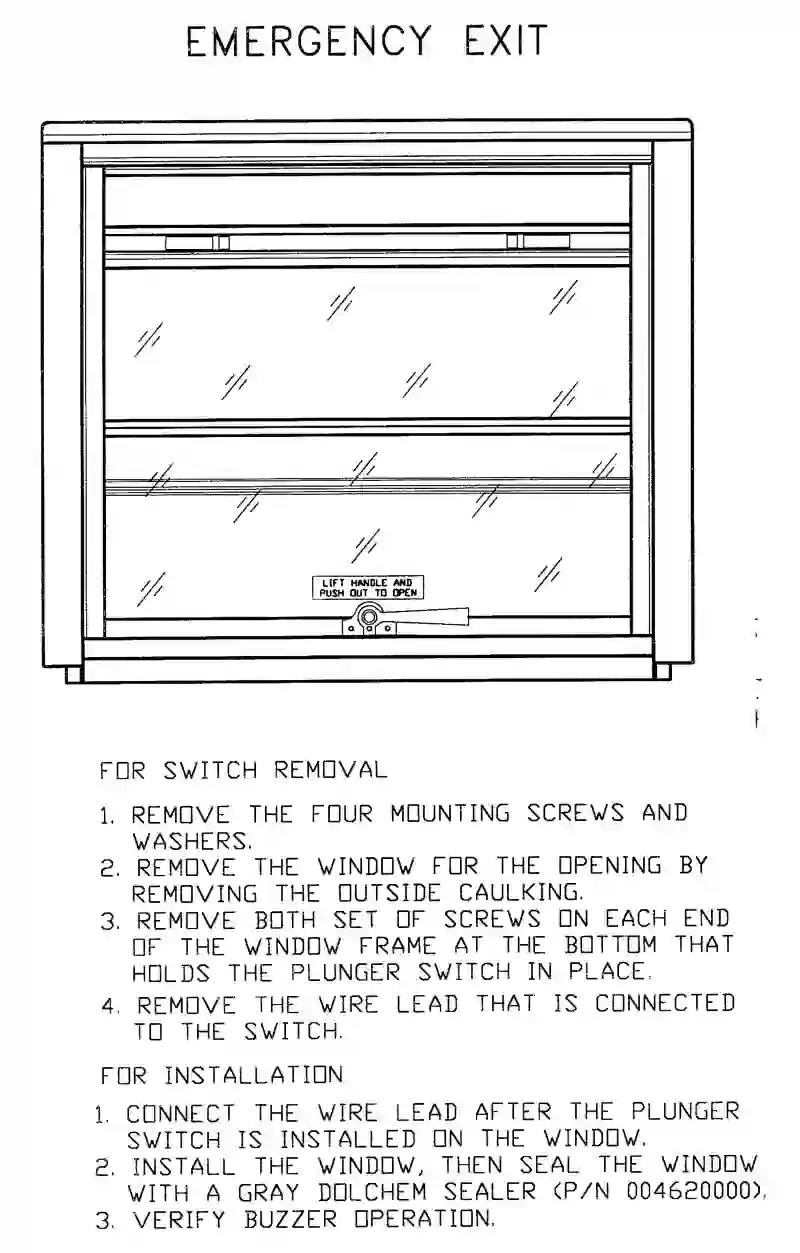 EMERGENCY EXIT
LIFT HANDLE AND
PUSH OUT TO OPEN
FOR SWITCH REMOVAL
1. REMOVE THE FOUR MOUNTING SCREWS AND
WASHERS.
2. REMOVE THE WINDOW FOR THE OPENING BY
REMOVING THE OUTSIDE CAULKING.
3. REMOVE BOTH SET OF SCREWS ON EACH END
OF THE WINDOW FRAME AT THE BOTTOM THAT
HOLDS THE PLUNGER SWITCH IN PLACE.
4. REMOVE THE WIRE LEAD THAT IS CONNECTED
TO THE SWITCH.
FOR INSTALLATION
1. CONNECT THE WIRE LEAD AFTER THE PLUNGER
SWITCH IS INSTALLED ON THE WINDOW.
2. INSTALL THE WINDOW, THEN SEAL THE WINDOW
WITH A GRAY DOLCHEM SEALER (P/N 004620000).
3. VERIFY BUZZER OPERATION.